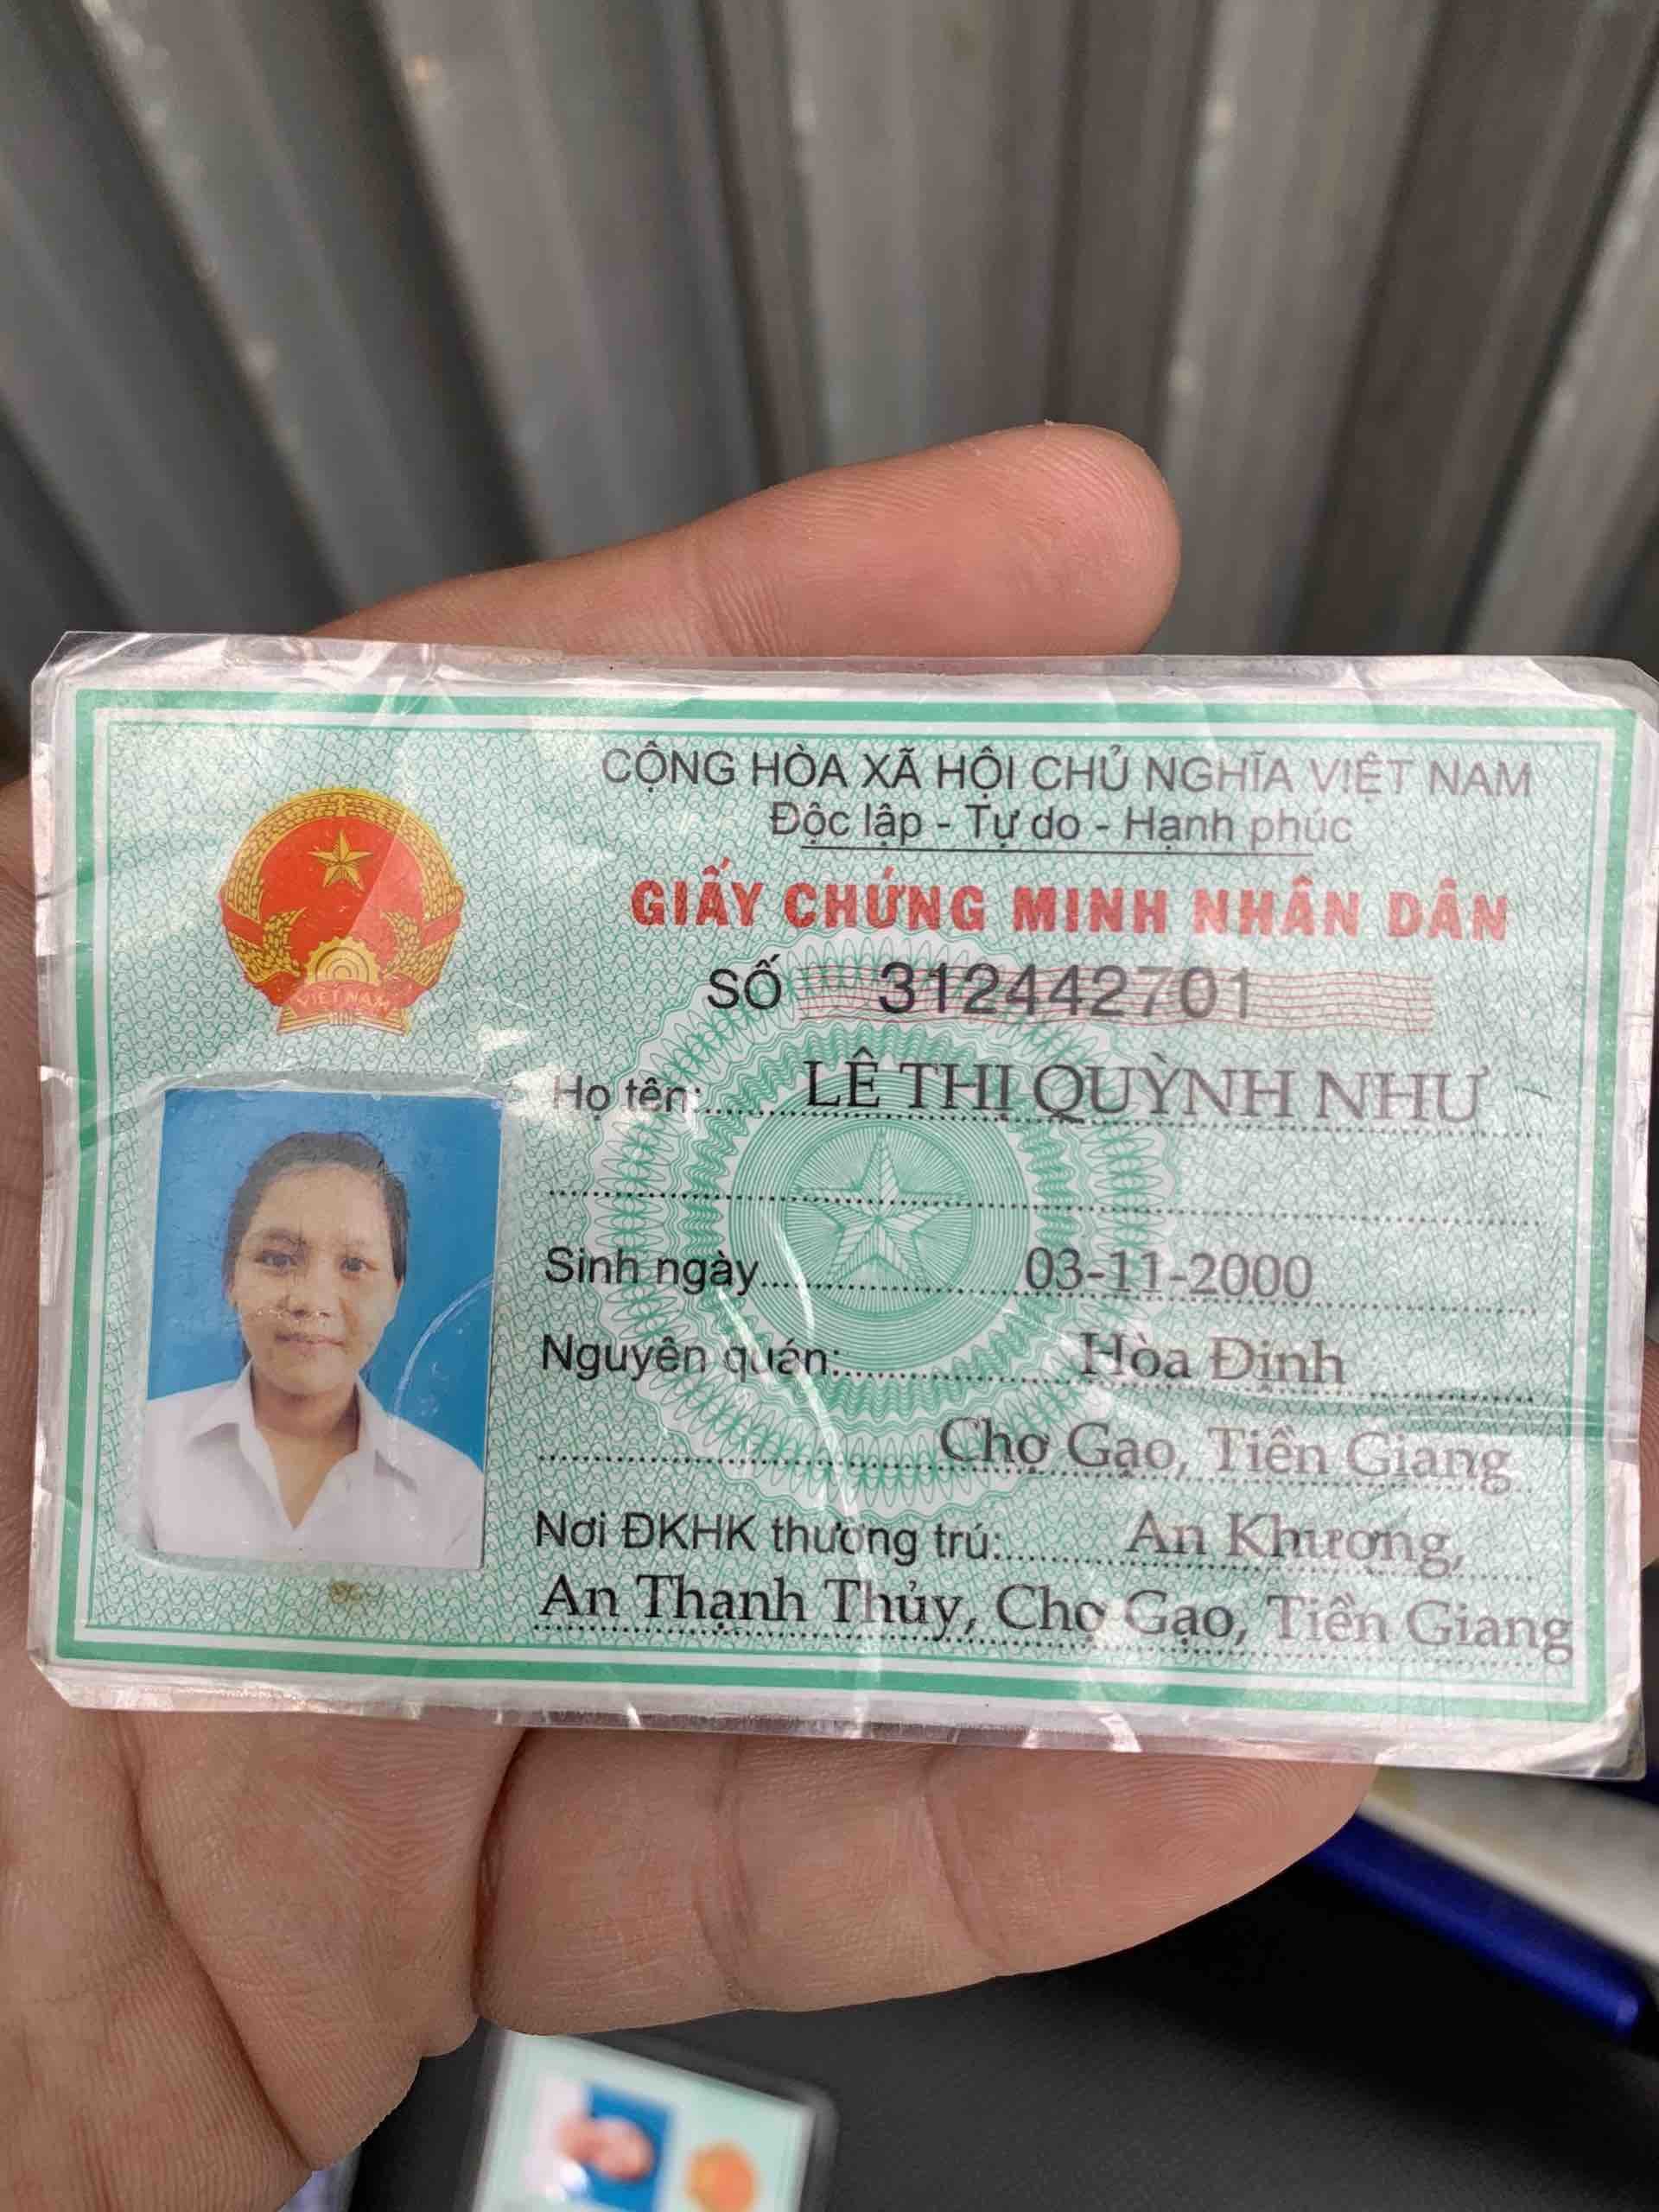 CỘNG HÒA XÃ HỘI CHỦ NGHĨA VIỆT NAM
Độc lập - Tự do - Hạnh phúc
GIẤY CHỨNG MINH NHÂN DÂN
SỐ 312442701
VIET NAM
Họ tên: LÊ THỊ QUỲNH NHƯ
Sinh ngày 03-11-2000
Nguyên quán: Hòa Định
Chợ Gạo, Tiền Giang
Nơi ĐKHK thường trú: An Khương,
An Thạnh Thủy, Chợ Gạo, Tiền Giang